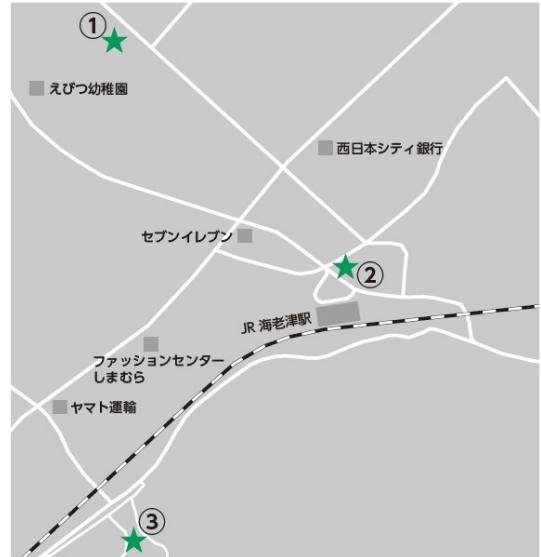 ①
えびつ幼稚園
西日本シティ銀行
セブンイレブン
②
JR 海老津駅
ファッションセンター
しまむら
ヤマト運輸
③